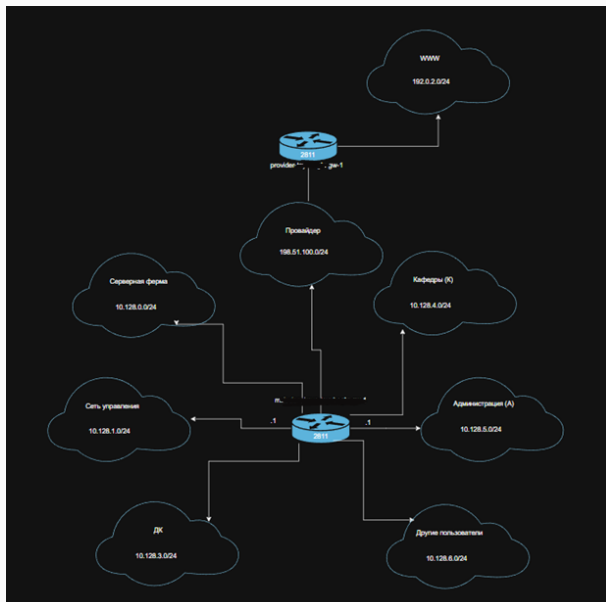 WWW
192.0.2.0/24
2811
Провайдер
198.51.100.0/24
Серверная ферма
10.128.0.0/24
Кафедры (К)
10.128.4.0/24
Сеть управления
10.128.1.0/24
.1
.1
2811
Администрация (А)
10.128.5.0/24
ДК
10.128.3.0/24
Другие пользователи
10.128.6.0/24